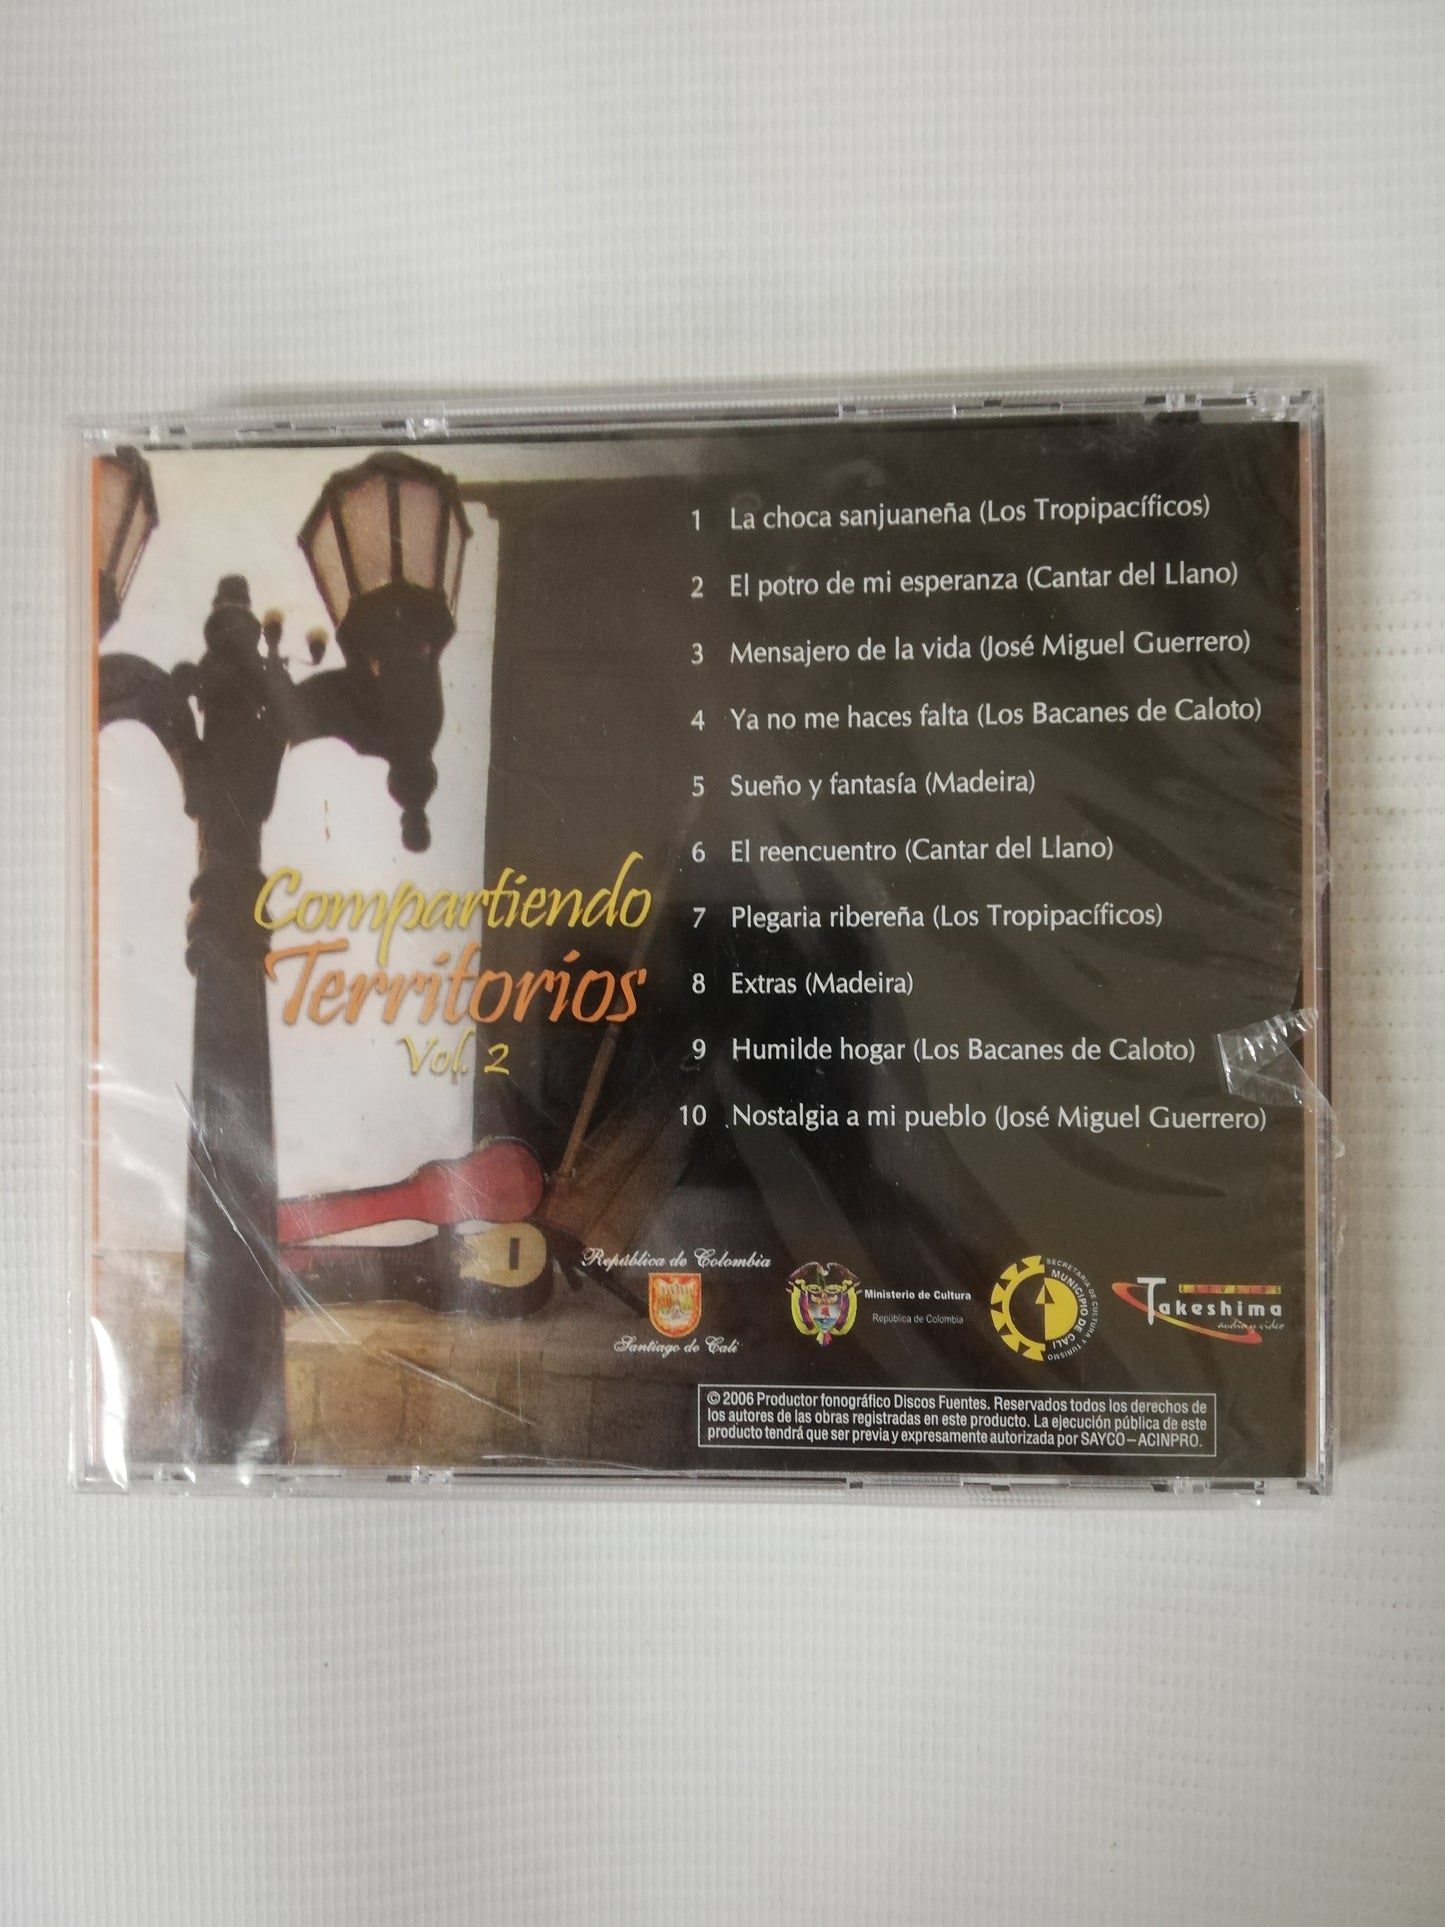 1 La choca sanjuaneña (Los Tropipacíficos)
2 El potro de mi esperanza (Cantar del Llano)
3 Mensajero de la vida (José Miguel Guerrero)
4 Ya no me haces falta (Los Bacanes de Caloto)
5 Sueño y fantasía (Madeira)
6 El reencuentro (Cantar del Llano)
7 Plegaria ribereña (Los Tropipacíficos)
8 Extras (Madeira)
9 Humilde hogar (Los Bacanes de Caloto)
10 Nostalgia a mi pueblo (José Miguel Guerrero)
Compartiendo
Territorios
Vol. 2
República de Colombia
Santiago de Cali
Ministerio de Cultura
República de Colombia
SECRETARIA DE CULTURA Y TURISMO
MUNICIPIO DE CALI
Takeshima
audio y video
© 2006 Productor fonográfico Discos Fuentes. Reservados todos los derechos de
los autores de las obras registradas en este producto. La ejecución pública de este
producto tendrá que ser previa y expresamente autorizada por SAYCO – ACINPRO.